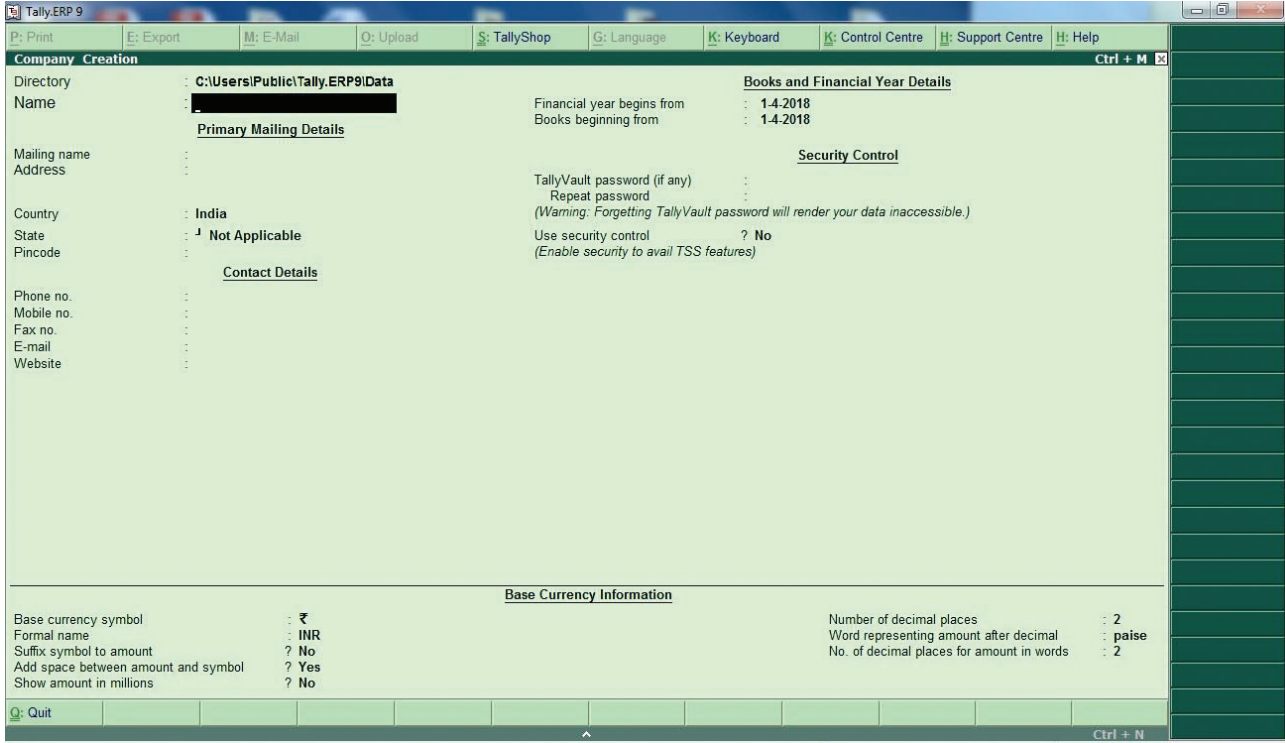 Tally.ERP 9
P: Print E: Export M: E-Mail O: Upload S: TallyShop G: Language K: Keyboard K: Control Centre H: Support Centre H: Help
Company Creation Ctrl + M
Directory : C:\Users\Public\Tally.ERP9\Data
Name :
Primary Mailing Details
Mailing name :
Address :
Country : India
State : Not Applicable
Pincode :
Contact Details
Phone no. :
Mobile no. :
Fax no. :
E-mail :
Website :
Books and Financial Year Details
Financial year begins from : 1-4-2018
Books beginning from : 1-4-2018
Security Control
TallyVault password (if any) :
Repeat password :
(Warning: Forgetting TallyVault password will render your data inaccessible.)
Use security control ? No
(Enable security to avail TSS features)
Base Currency Information
Base currency symbol : ₹
Formal name : INR
Suffix symbol to amount ? No
Add space between amount and symbol ? Yes
Show amount in millions ? No
Number of decimal places : 2
Word representing amount after decimal : paise
No. of decimal places for amount in words : 2
Q: Quit
Ctrl + N